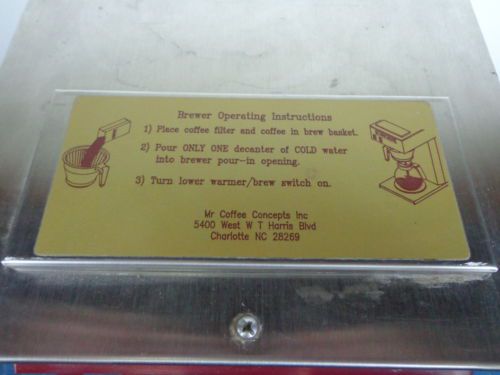 Brewer Operating Instructions
1) Place coffee filter and coffee in brew basket.
2) Pour ONLY ONE decanter of COLD water
into brewer pour-in opening.
3) Turn lower warmer/brew switch on.
Mr Coffee Concepts Inc
5400 West W T Harris Blvd
Charlotte NC 28269